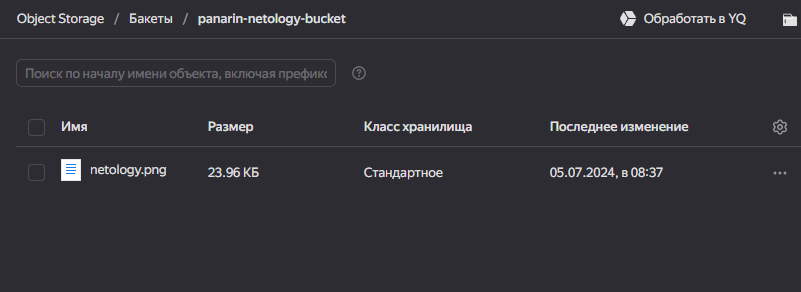 Object Storage / Бакеты / panarin-netology-bucket Обработать в YQ
Поиск по началу имени объекта, включая префикс
Имя Размер Класс хранилища Последнее изменение
netology.png 23.96 КБ Стандартное 05.07.2024, в 08:37